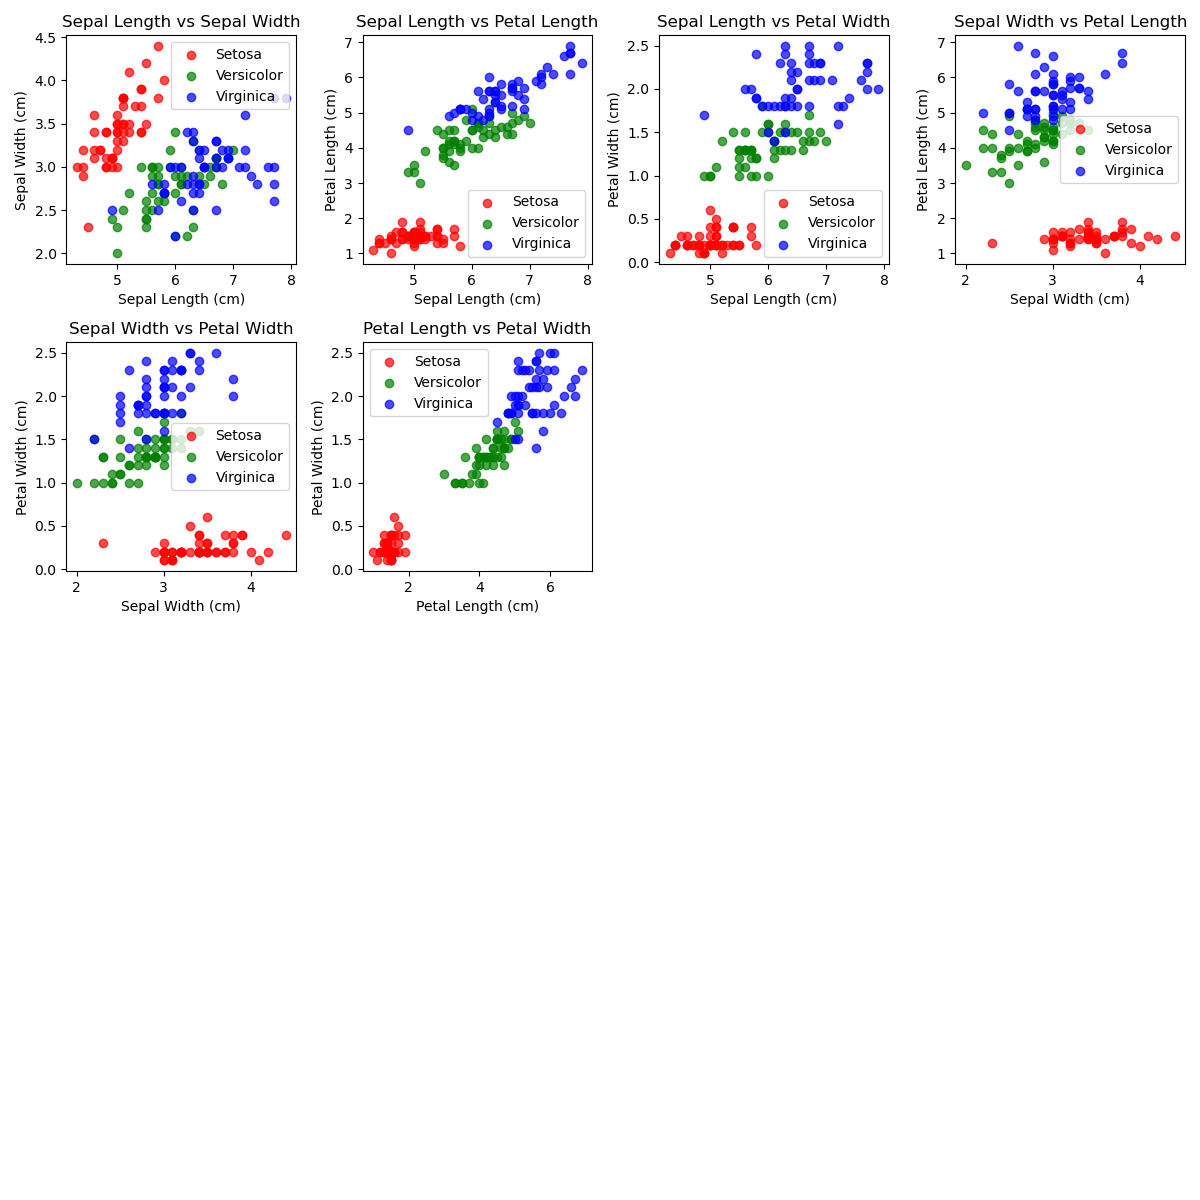 Sepal Length vs Sepal Width
4.5
4.0
3.5
3.0
2.5
2.0
Sepal Width (cm)
Setosa
Versicolor
Virginica
5
6
7
8
Sepal Length (cm)
Sepal Length vs Petal Length
7
6
5
4
3
2
1
Petal Length (cm)
Setosa
Versicolor
Virginica
5
6
7
8
Sepal Length (cm)
Sepal Length vs Petal Width
2.5
2.0
1.5
1.0
0.5
0.0
Petal Width (cm)
Setosa
Versicolor
Virginica
5
6
7
8
Sepal Length (cm)
Sepal Width vs Petal Length
7
6
5
4
3
2
1
Petal Length (cm)
Setosa
Versicolor
Virginica
2
3
4
Sepal Width (cm)
Sepal Width vs Petal Width
2.5
2.0
1.5
1.0
0.5
0.0
Petal Width (cm)
Setosa
Versicolor
Virginica
2
3
4
Sepal Width (cm)
Petal Length vs Petal Width
2.5
2.0
1.5
1.0
0.5
0.0
Petal Width (cm)
Setosa
Versicolor
Virginica
2
4
6
Petal Length (cm)